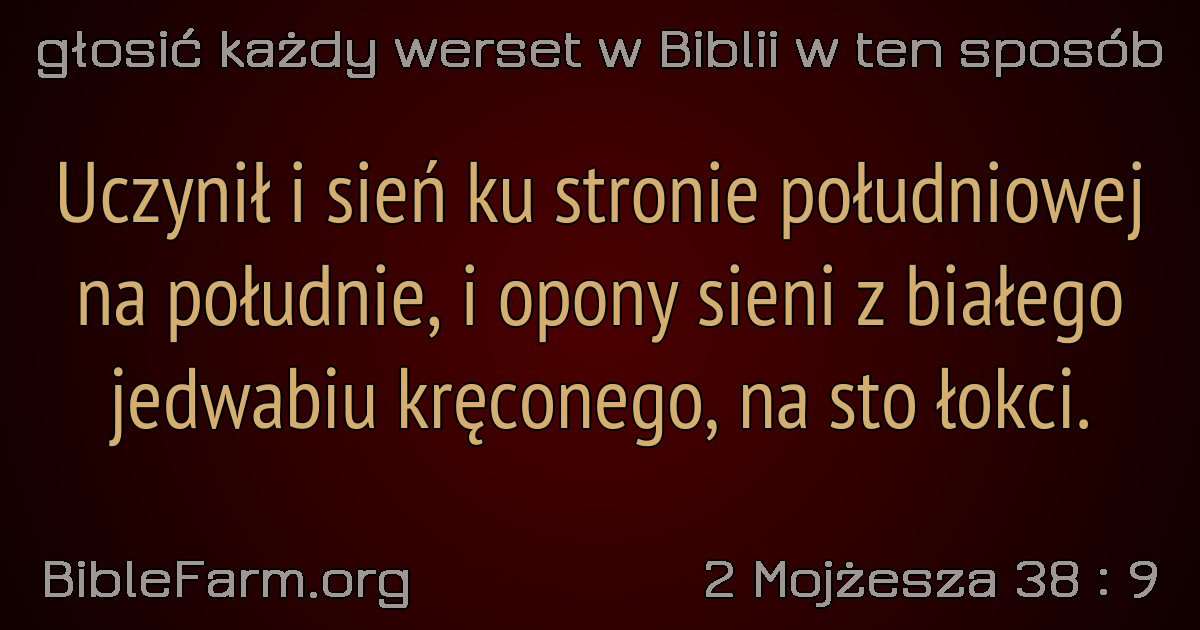 głosić każdy werset w Biblii w ten sposób
Uczynił i sień ku stronie południowej
na południe, i opony sieni z białego
jedwabiu kręconego, na sto łokci.
BibleFarm.org
2 Mojżesza 38 : 9